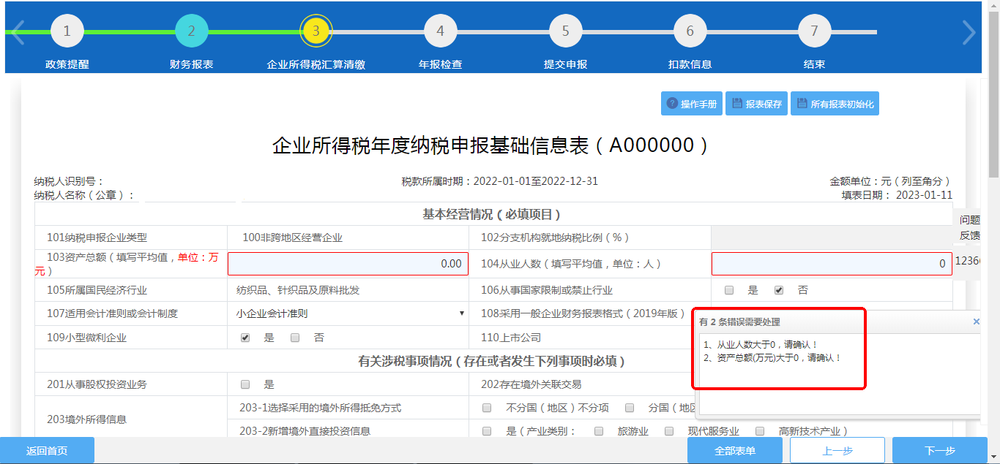 1 2 3 4 5 6 7
政策提醒 财务报表 企业所得税汇算清缴 年报检查 提交申报 扣款信息 结束
操作手册 报表保存 所有报表初始化
企业所得税年度纳税申报基础信息表（A000000）
纳税人识别号： 税款所属时期：2022-01-01至2022-12-31 金额单位：元（列至角分）
纳税人名称（公章）： 填表日期： 2023-01-11
基本经营情况（必填项目）
问题
反馈
101纳税申报企业类型 100非跨地区经营企业 102分支机构就地纳税比例（%）
103资产总额（填写平均值，单位：万
元） 0.00 104从业人数（填写平均值，单位：人） 0
1236
105所属国民经济行业 纺织品、针织品及原料批发 106从事国家限制或禁止行业 是 否
107适用会计准则或会计制度 小企业会计准则 108采用一般企业财务报表格式（2019年版）
109小型微利企业 是 否 110上市公司
有 2 条错误需要处理
1、从业人数大于0，请确认！
2、资产总额(万元)大于0，请确认！
有关涉税事项情况（存在或者发生下列事项时必填）
201从事股权投资业务 是 202存在境外关联交易
203境外所得信息
203-1选择采用的境外所得抵免方式 不分国（地区）不分项 分国（地区
203-2新增境外直接投资信息 是（产业类别： 旅游业 现代服务业 高新技术产业）
返回首页 全部表单 上一步 下一步